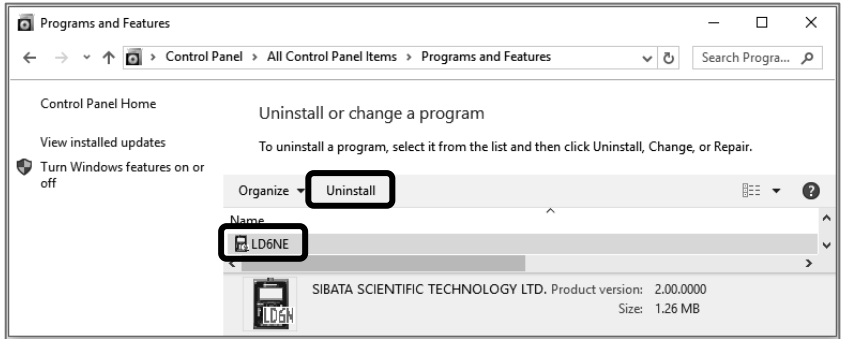 Programs and Features
Control Panel > All Control Panel Items > Programs and Features
Search Progra...
Control Panel Home
View installed updates
Turn Windows features on or
off
Uninstall or change a program
To uninstall a program, select it from the list and then click Uninstall, Change, or Repair.
Organize Uninstall
Name
LD6NE
SIBATA SCIENTIFIC TECHNOLOGY LTD. Product version: 2.00.0000
Size: 1.26 MB
LD6N